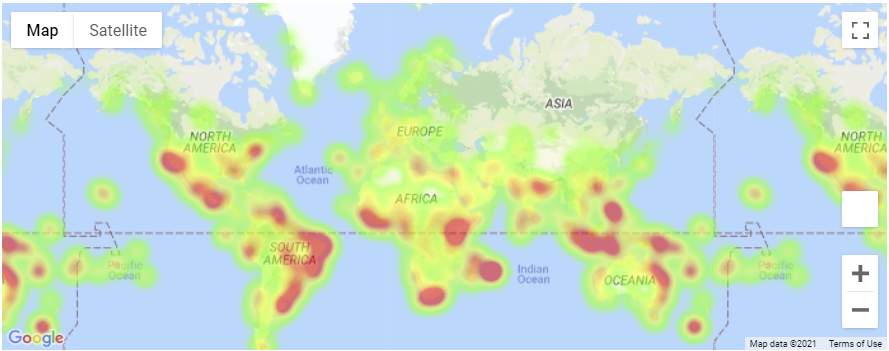 Map
Satellite
ASIA
NORTH
AMERICA
EUROPE
NORTH
AMERICA
Atlantic
Ocean
AFRICA
SOUTH
AMERICA
Pacific
Ocean
Indian
Ocean
OCEANIA
Pacific
Ocean
Google
Map data ©2021
Terms of Use